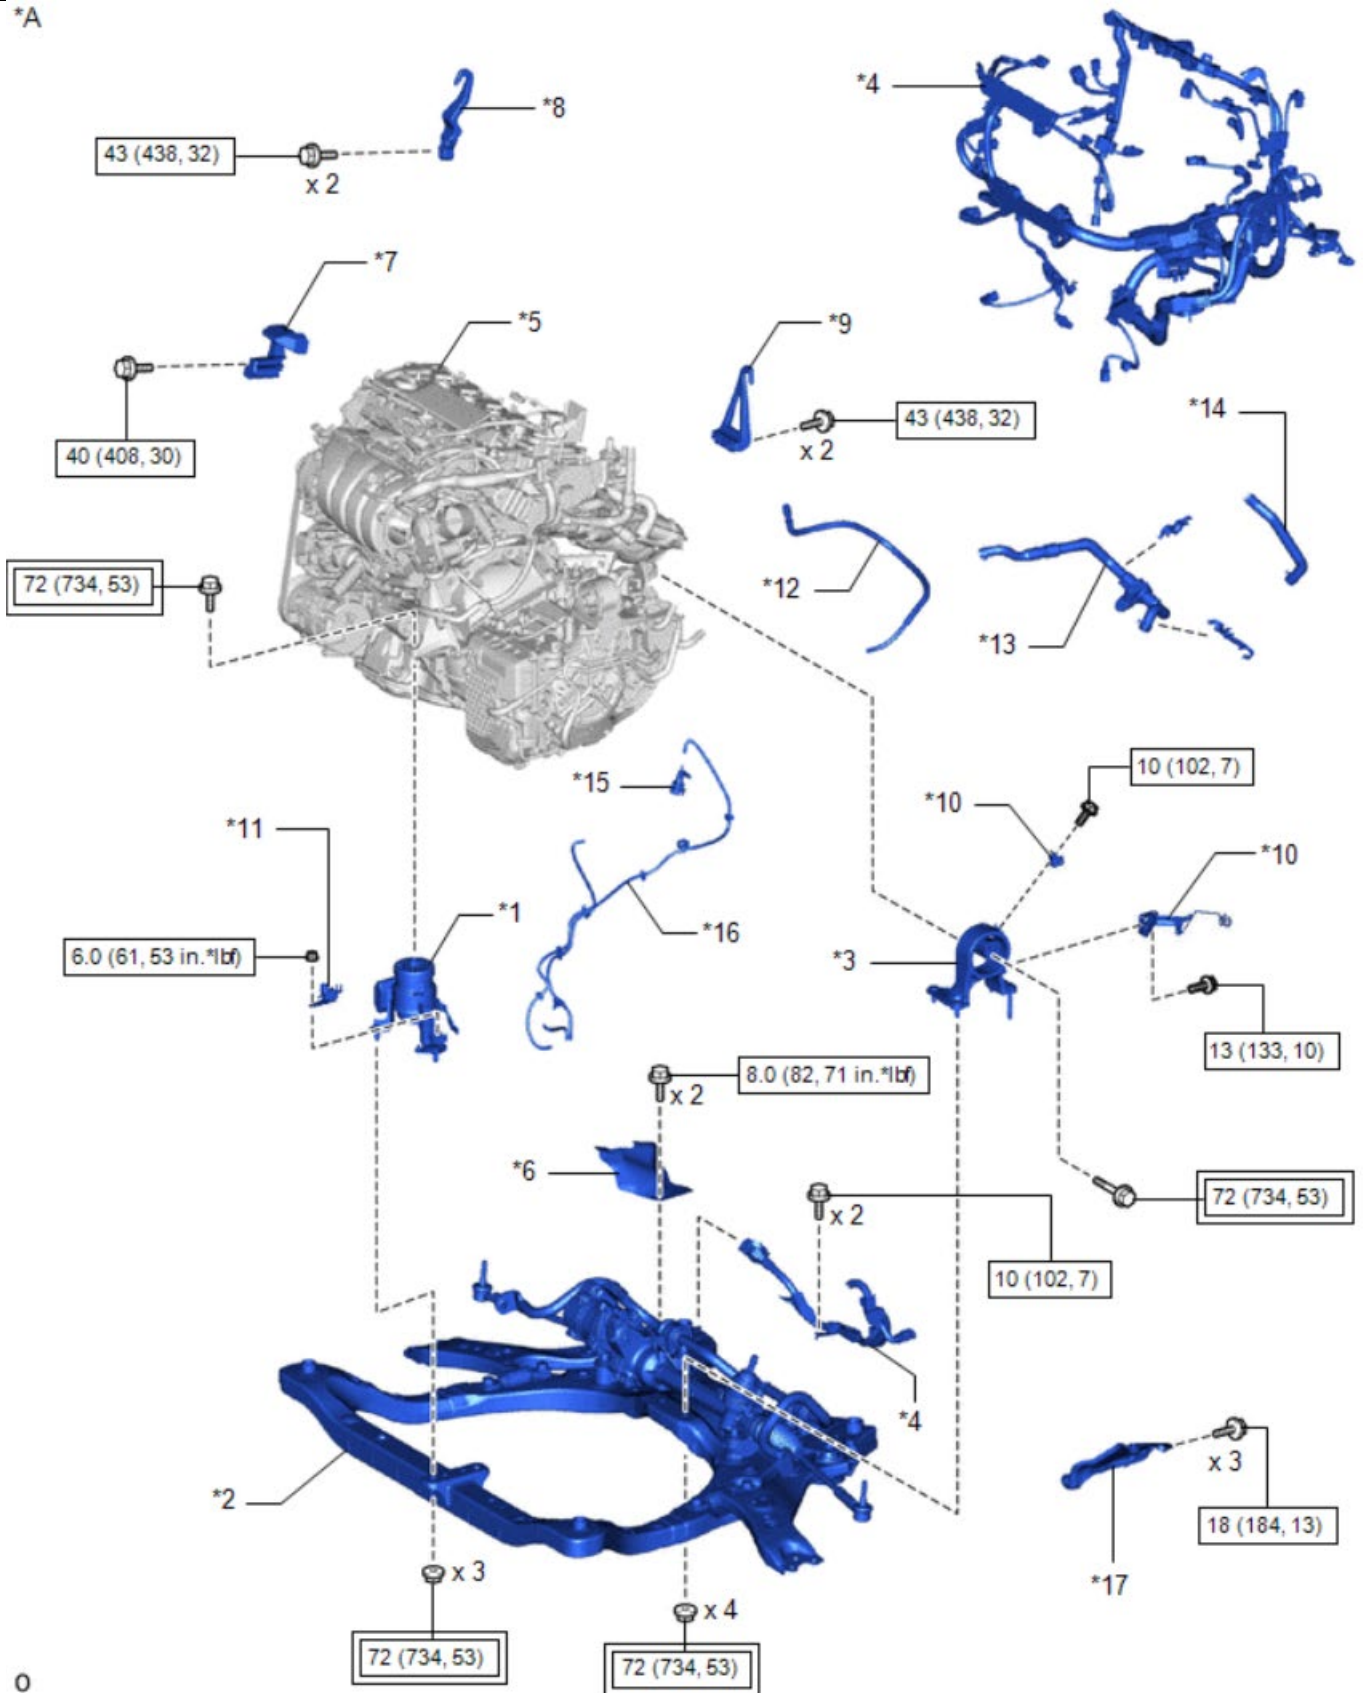 *A
*4
*8
43 (438, 32)
x 2
*7
*5
*9
43 (438, 32)
x 2
*14
40 (408, 30)
72 (734, 53)
*12
*13
10 (102, 7)
*15
*10
*11
*10
*1
*16
6.0 (61, 53 in.*lbf)
*3
13 (133, 10)
8.0 (82, 71 in.*lbf)
x 2
*6
72 (734, 53)
x 2
10 (102, 7)
*4
x 3
*2
18 (184, 13)
x 3
*17
x 4
72 (734, 53)
72 (734, 53)
O